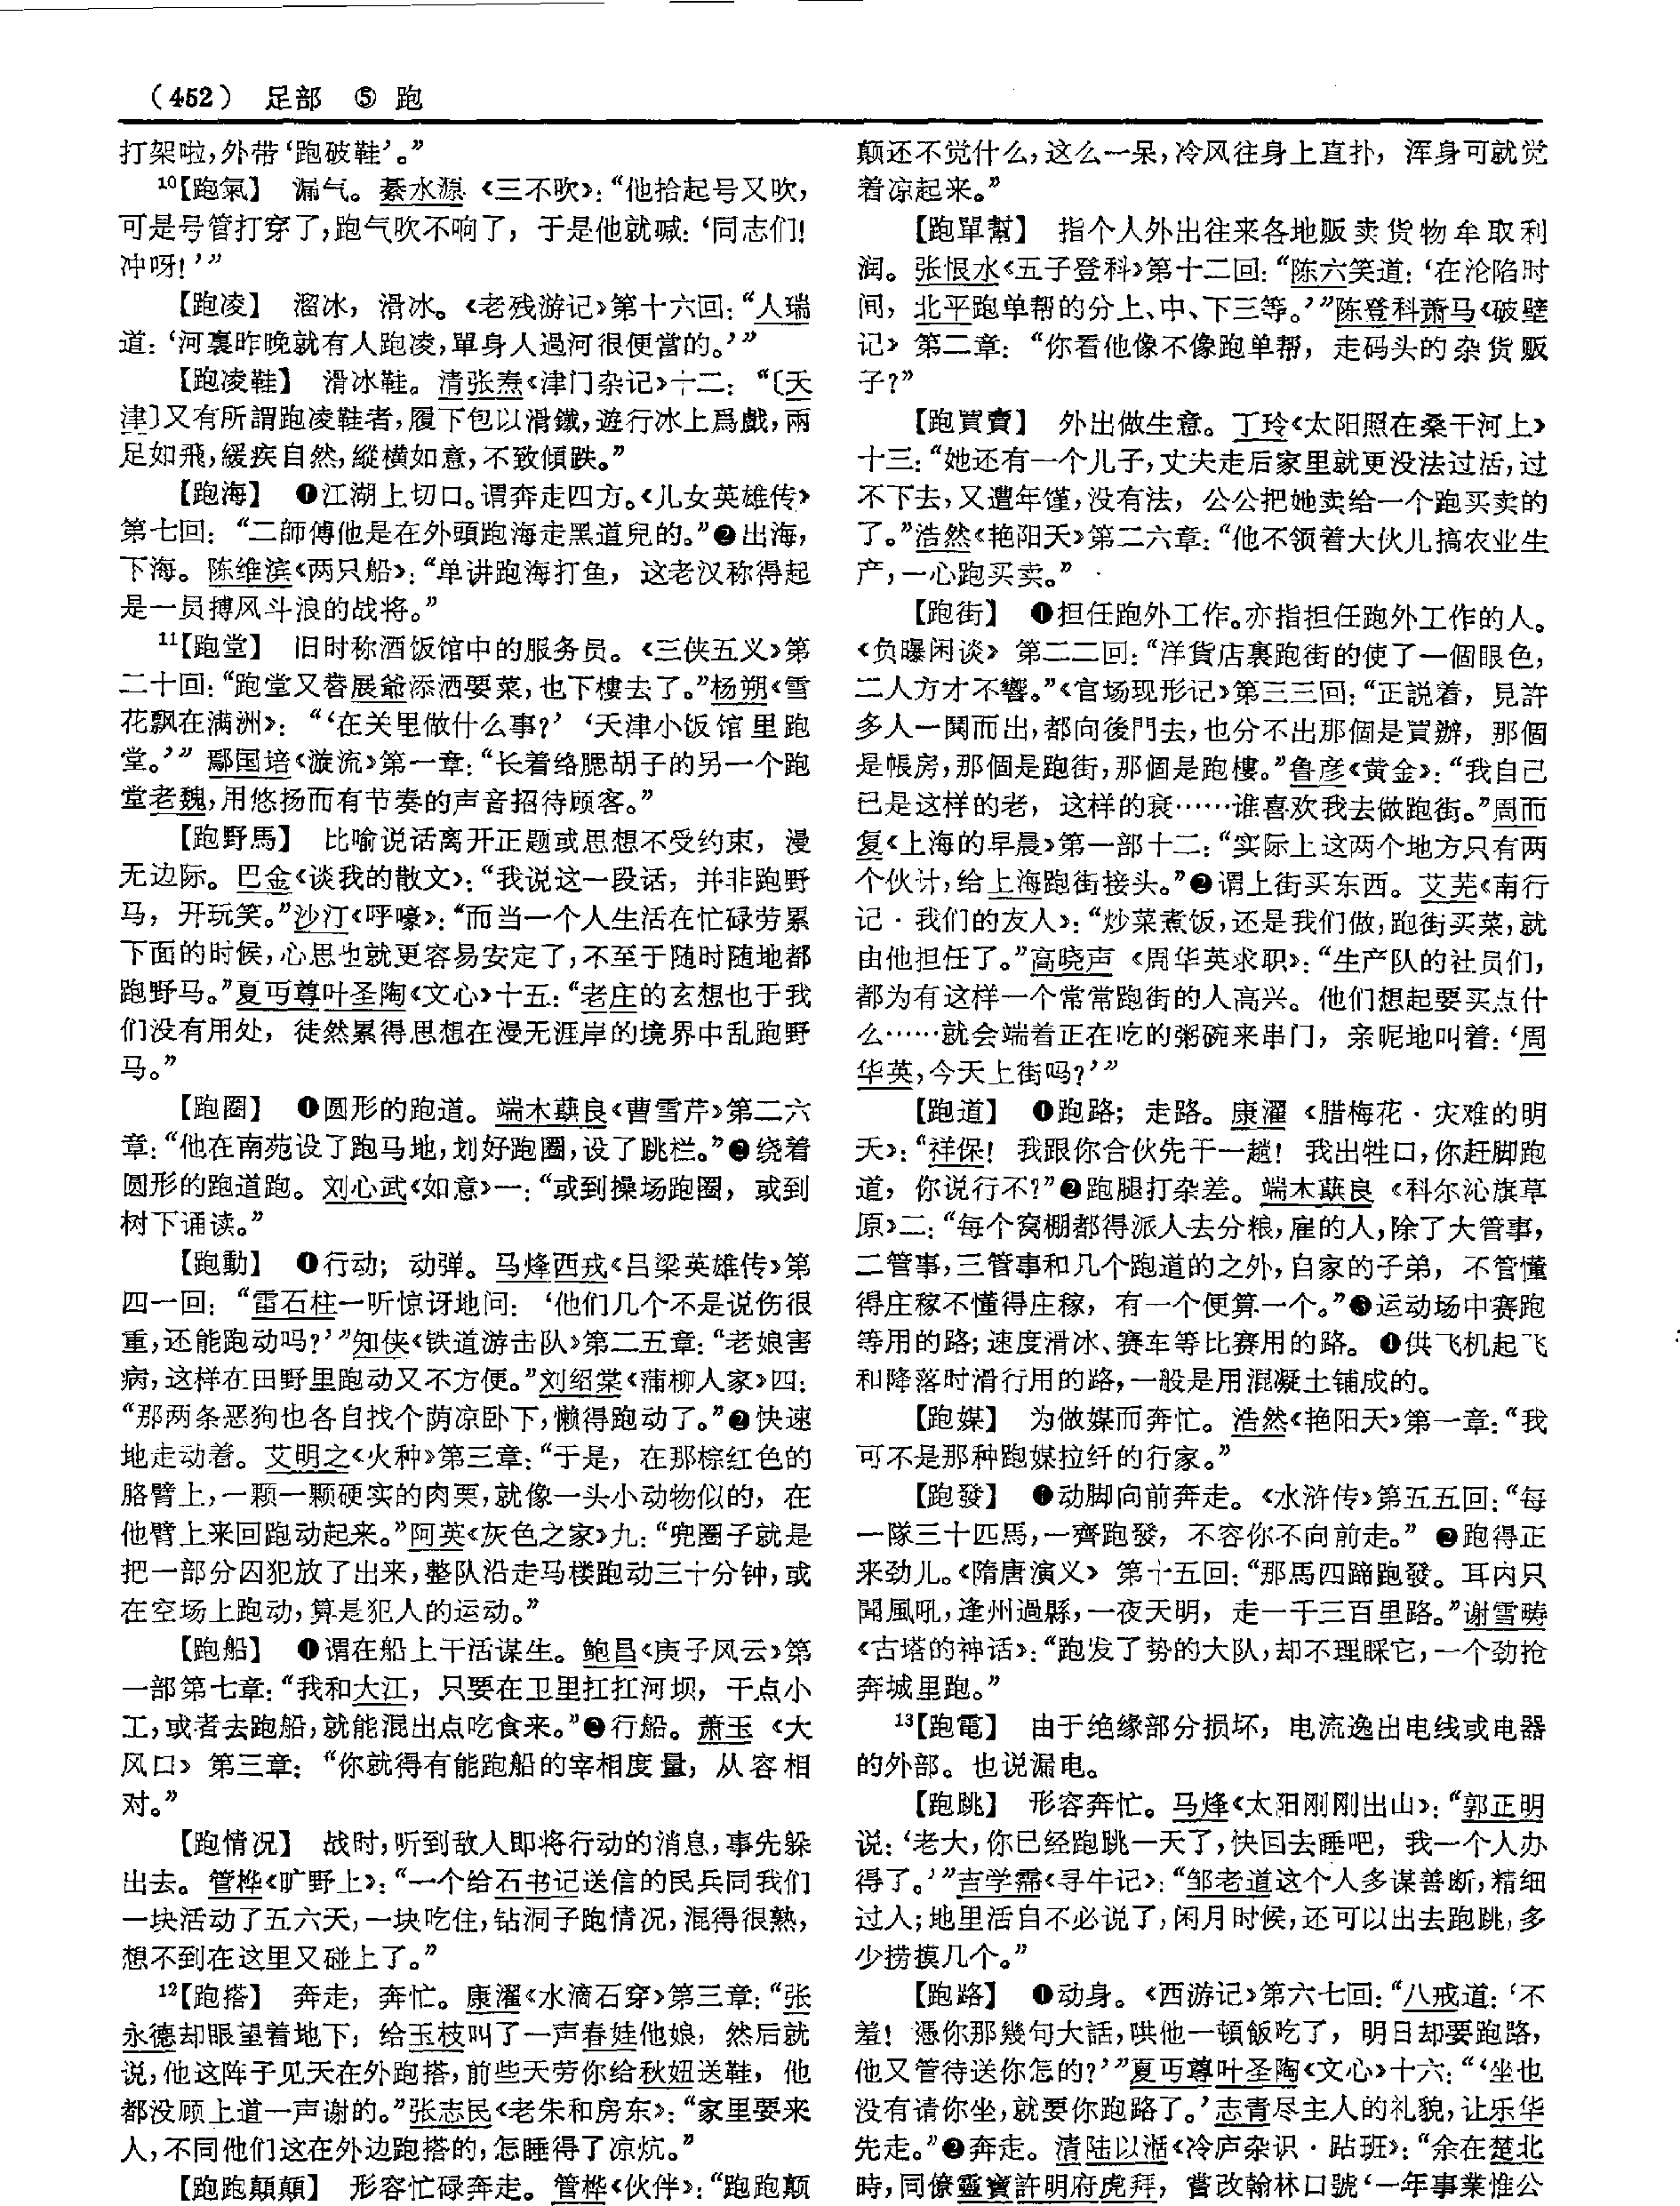 （452） 足部 ⑤ 跑
打架啦，外带‘跑破鞋’。”
¹⁰【跑氣】 漏气。綦水源《三不吹》：“他拾起号又吹，
可是号管打穿了，跑气吹不响了，于是他就喊：‘同志们！
冲呀！’”
【跑凌】 溜冰，滑冰。《老残游记》第十六回：“人瑞
道：‘河裏昨晚就有人跑凌，單身人過河很便當的。’”
【跑凌鞋】 滑冰鞋。清张焘《津门杂记》十二：“〔天
津〕又有所謂跑凌鞋者，履下包以滑鐵，遊行冰上爲戲，兩
足如飛，緩疾自然，縱横如意，不致傾跌。”
【跑海】 ❶江湖上切口。谓奔走四方。《儿女英雄传》
第七回：“二師傅他是在外頭跑海走黑道兒的。”❷出海，
下海。陈维滨《两只船》：“单讲跑海打鱼，这老汉称得起
是一员搏风斗浪的战将。”
¹¹【跑堂】 旧时称酒饭馆中的服务员。《三侠五义》第
二十回：“跑堂又替展爺添酒要菜，也下樓去了。”杨朔《雪
花飘在满洲》：“‘在关里做什么事？’‘天津小饭馆里跑
堂。’”鄢国培《漩流》第一章：“长着络腮胡子的另一个跑
堂老魏，用悠扬而有节奏的声音招待顾客。”
【跑野馬】 比喻说话离开正题或思想不受约束，漫
无边际。巴金《谈我的散文》：“我说这一段话，并非跑野
马，开玩笑。”沙汀《呼嚎》：“而当一个人生活在忙碌劳累
下面的时候，心思也就更容易安定了，不至于随时随地都
跑野马。”夏丏尊叶圣陶《文心》十五：“老庄的玄想也于我
们没有用处，徒然累得思想在漫无涯岸的境界中乱跑野
马。”
【跑圈】 ❶圆形的跑道。端木蕻良《曹雪芹》第二六
章：“他在南苑设了跑马地，划好跑圈，设了跳栏。”❷绕着
圆形的跑道跑。刘心武《如意》一：“或到操场跑圈，或到
树下诵读。”
【跑動】 ❶行动；动弹。马烽西戎《吕梁英雄传》第
四一回：“雷石柱一听惊讶地问：‘他们几个不是说伤很
重，还能跑动吗？’”知侠《铁道游击队》第二五章：“老娘害
病，这样在田野里跑动又不方便。”刘绍棠《蒲柳人家》四：
“那两条恶狗也各自找个荫凉卧下，懒得跑动了。”❷快速
地走动着。艾明之《火种》第三章：“于是，在那棕红色的
胳臂上，一颗一颗硬实的肉栗，就像一头小动物似的，在
他臂上来回跑动起来。”阿英《灰色之家》九：“兜圈子就是
把一部分囚犯放了出来，整队沿走马楼跑动三十分钟，或
在空场上跑动，算是犯人的运动。”
【跑船】 ❶谓在船上干活谋生。鲍昌《庚子风云》第
一部第七章：“我和大江，只要在卫里扛扛河坝，干点小
工，或者去跑船，就能混出点吃食来。”❷行船。萧玉《大
风口》第三章：“你就得有能跑船的宰相度量，从容相
对。”
【跑情况】 战时，听到敌人即将行动的消息，事先躲
出去。管桦《旷野上》：“一个给石书记送信的民兵同我们
一块活动了五六天，一块吃住，钻洞子跑情况，混得很熟，
想不到在这里又碰上了。”
¹²【跑搭】 奔走，奔忙。康濯《水滴石穿》第三章：“张
永德却眼望着地下，给玉枝叫了一声春娃他娘，然后就
说，他这阵子见天在外跑搭，前些天劳你给秋妞送鞋，他
都没顾上道一声谢的。”张志民《老朱和房东》：“家里要来
人，不同他们这在外边跑搭的，怎睡得了凉炕。”
【跑跑顛顛】 形容忙碌奔走。管桦《伙伴》：“跑跑颠
颠还不觉什么，这么一呆，冷风往身上直扑，浑身可就觉
着凉起来。”
【跑單幫】 指个人外出往来各地贩卖货物牟取利
润。张恨水《五子登科》第十二回：“陈六笑道：‘在沦陷时
间，北平跑单帮的分上、中、下三等。’”陈登科萧马《破壁
记》第二章：“你看他像不像跑单帮，走码头的杂货贩
子？”
【跑買賣】 外出做生意。丁玲《太阳照在桑干河上》
十三：“她还有一个儿子，丈夫走后家里就更没法过活，过
不下去，又遭年馑，没有法，公公把她卖给一个跑买卖的
了。”浩然《艳阳天》第二六章：“他不领着大伙儿搞农业生
产，一心跑买卖。”
【跑街】 ❶担任跑外工作。亦指担任跑外工作的人。
《负曝闲谈》第二二回：“洋貨店裏跑街的使了一個眼色，
二人方才不響。”《官场现形记》第三三回：“正説着，見許
多人一鬨而出，都向後門去，也分不出那個是買辦，那個
是帳房，那個是跑街，那個是跑樓。”鲁彦《黄金》：“我自己
已是这样的老，这样的衰……谁喜欢我去做跑街。”周而
复《上海的早晨》第一部十二：“实际上这两个地方只有两
个伙计，给上海跑街接头。”❷谓上街买东西。艾芜《南行
记·我们的友人》：“炒菜煮饭，还是我们做，跑街买菜，就
由他担任了。”高晓声《周华英求职》：“生产队的社员们，
都为有这样一个常常跑街的人高兴。他们想起要买点什
么……就会端着正在吃的粥碗来串门，亲昵地叫着：‘周
华英，今天上街吗？’”
【跑道】 ❶跑路；走路。康濯《腊梅花·灾难的明
天》：“祥保！我跟你合伙先干一趟！我出牲口，你赶脚跑
道，你说行不？”❷跑腿打杂差。端木蕻良《科尔沁旗草
原》二：“每个窝棚都得派人去分粮，雇的人，除了大管事，
二管事，三管事和几个跑道的之外，自家的子弟，不管懂
得庄稼不懂得庄稼，有一个便算一个。”❸运动场中赛跑
等用的路；速度滑冰、赛车等比赛用的路。❹供飞机起飞
和降落时滑行用的路，一般是用混凝土铺成的。
【跑媒】 为做媒而奔忙。浩然《艳阳天》第一章：“我
可不是那种跑媒拉纤的行家。”
【跑發】 ❶动脚向前奔走。《水浒传》第五五回：“每
一隊三十匹馬，一齊跑發，不容你不向前走。”❷跑得正
来劲儿。《隋唐演义》第十五回：“那馬四蹄跑發。耳内只
聞風吼，逢州過縣，一夜天明，走一千三百里路。”谢雪畴
《古塔的神话》：“跑发了势的大队，却不理睬它，一个劲抢
奔城里跑。”
¹³【跑電】 由于绝缘部分损坏，电流逸出电线或电器
的外部。也说漏电。
【跑跳】 形容奔忙。马烽《太阳刚刚出山》：“郭正明
说：‘老大，你已经跑跳一天了，快回去睡吧，我一个人办
得了。’”吉学霈《寻牛记》：“邹老道这个人多谋善断，精细
过人；地里活自不必说了，闲月时候，还可以出去跑跳，多
少捞摸几个。”
【跑路】 ❶动身。《西游记》第六七回：“八戒道：‘不
羞！憑你那幾句大話，哄他一頓飯吃了，明日却要跑路，
他又管待送你怎的？’”夏丏尊叶圣陶《文心》十六：“‘坐也
没有请你坐，就要你跑路了。’志青尽主人的礼貌，让乐华
先走。”❷奔走。清陆以湉《冷庐杂识·跕班》：“余在楚北
時，同僚靈寶許明府虎拜，嘗改翰林口號‘一年事業惟公